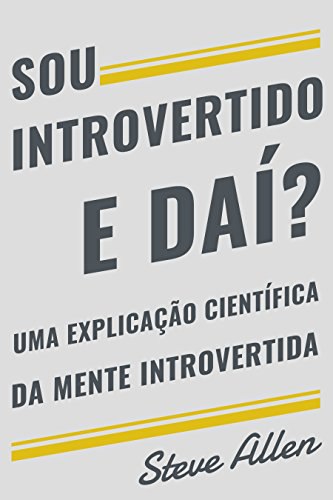 SOU
INTROVERTIDO
E DAÍ?
UMA EXPLICAÇÃO CIENTÍFICA
DA MENTE INTROVERTIDA
Steve Allen